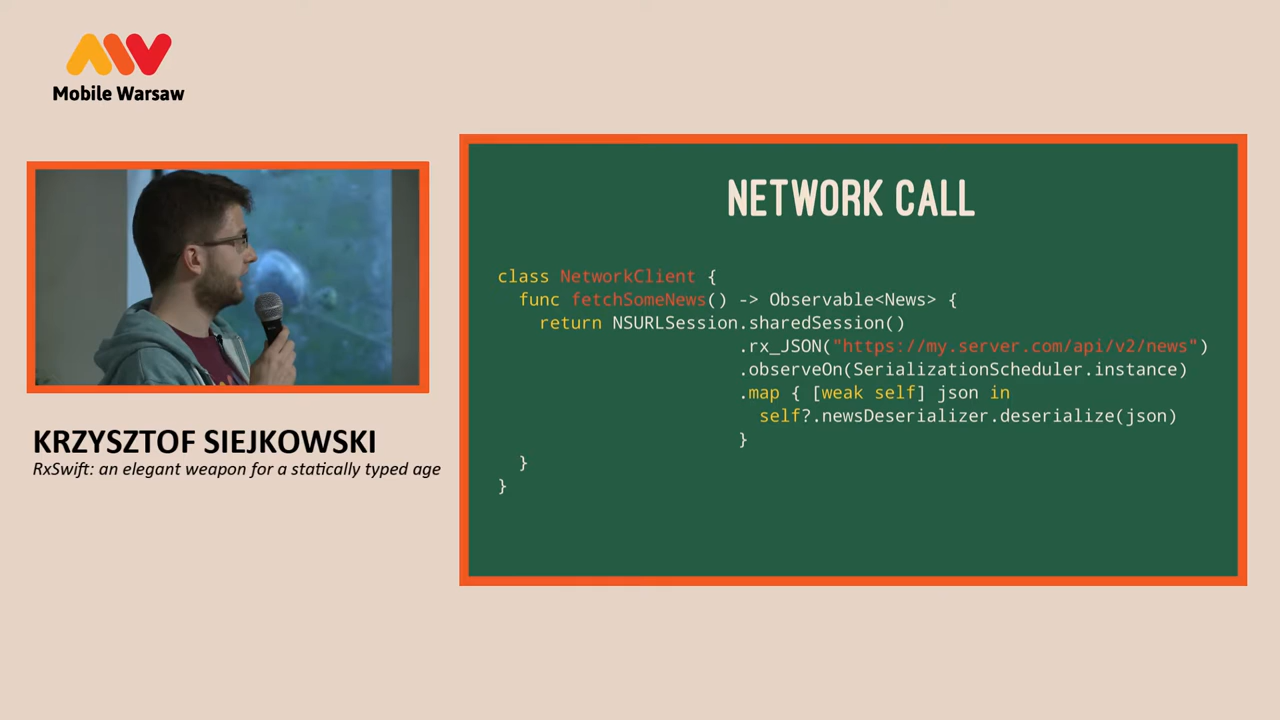 Mobile Warsaw
NETWORK CALL
class NetworkClient {
func fetchSomeNews() -> Observable<News> {
return NSURLSession.sharedSession()
.rx_JSON("https://my.server.com/api/v2/news")
.observeOn(SerializationScheduler.instance)
.map { [weak self] json in
self?.newsDeserializer.deserialize(json)
}
}
}
KRZYSZTOF SIEJKOWSKI
RxSwift: an elegant weapon for a statically typed age